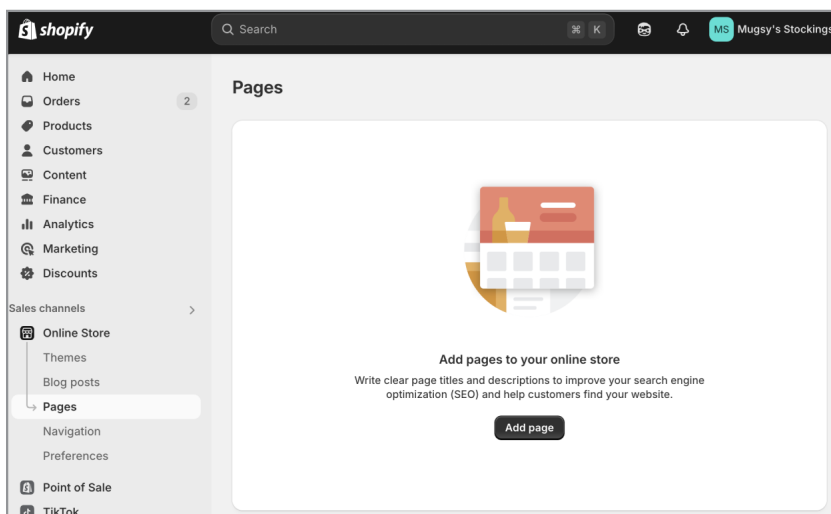 shopify
Search
⌘ K
MS Mugsy's Stockings
Home
Orders 2
Products
Customers
Content
Finance
Analytics
Marketing
Discounts
Sales channels
Online Store
Themes
Blog posts
Pages
Navigation
Preferences
Point of Sale
TikTok
Pages
Add pages to your online store
Write clear page titles and descriptions to improve your search engine
optimization (SEO) and help customers find your website.
Add page